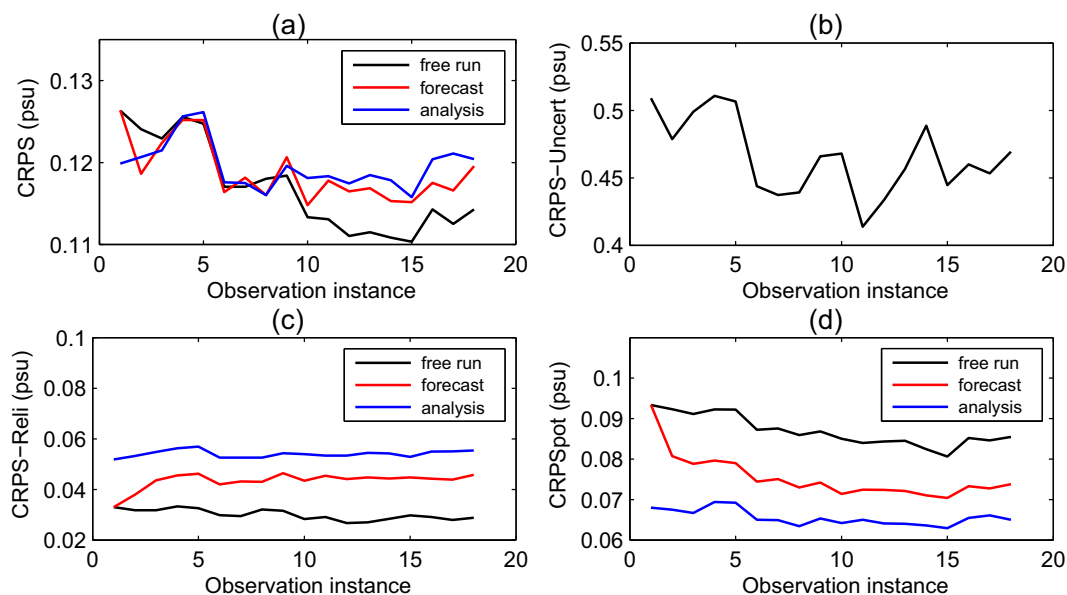 (a)
CRPS (psu)
0.13
0.12
0.11
free run
forecast
analysis
0
5
10
15
20
Observation instance
(b)
CRPS−Uncert (psu)
0.55
0.5
0.45
0.4
0
5
10
15
20
Observation instance
(c)
CRPS−Reli (psu)
0.1
0.08
0.06
0.04
0.02
free run
forecast
analysis
0
5
10
15
20
Observation instance
(d)
CRPSpot (psu)
0.1
0.09
0.08
0.07
0.06
free run
forecast
analysis
0
5
10
15
20
Observation instance